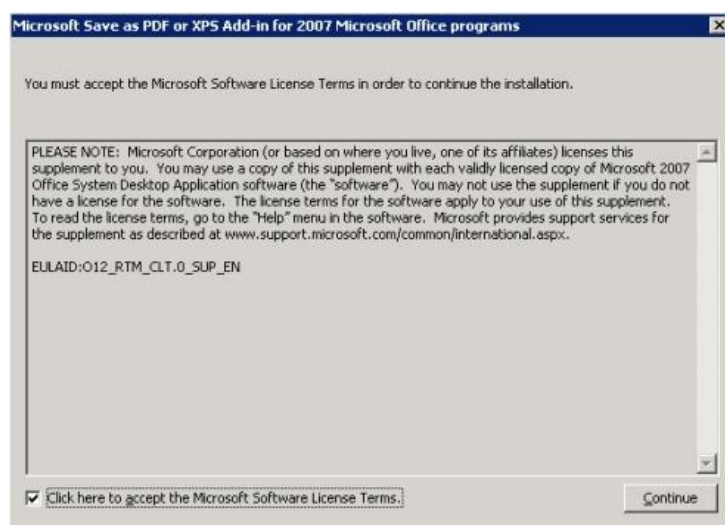 Microsoft Save as PDF or XPS Add-in for 2007 Microsoft Office programs
You must accept the Microsoft Software License Terms in order to continue the installation.
PLEASE NOTE: Microsoft Corporation (or based on where you live, one of its affiliates) licenses this
supplement to you. You may use a copy of this supplement with each validly licensed copy of Microsoft 2007
Office System Desktop Application software (the "software"). You may not use the supplement if you do not
have a license for the software. The license terms for the software apply to your use of this supplement.
To read the license terms, go to the "Help" menu in the software. Microsoft provides support services for
the supplement as described at www.support.microsoft.com/common/international.aspx.
EULAID:O12_RTM_CLT.0_SUP_EN
Click here to accept the Microsoft Software License Terms.
Continue